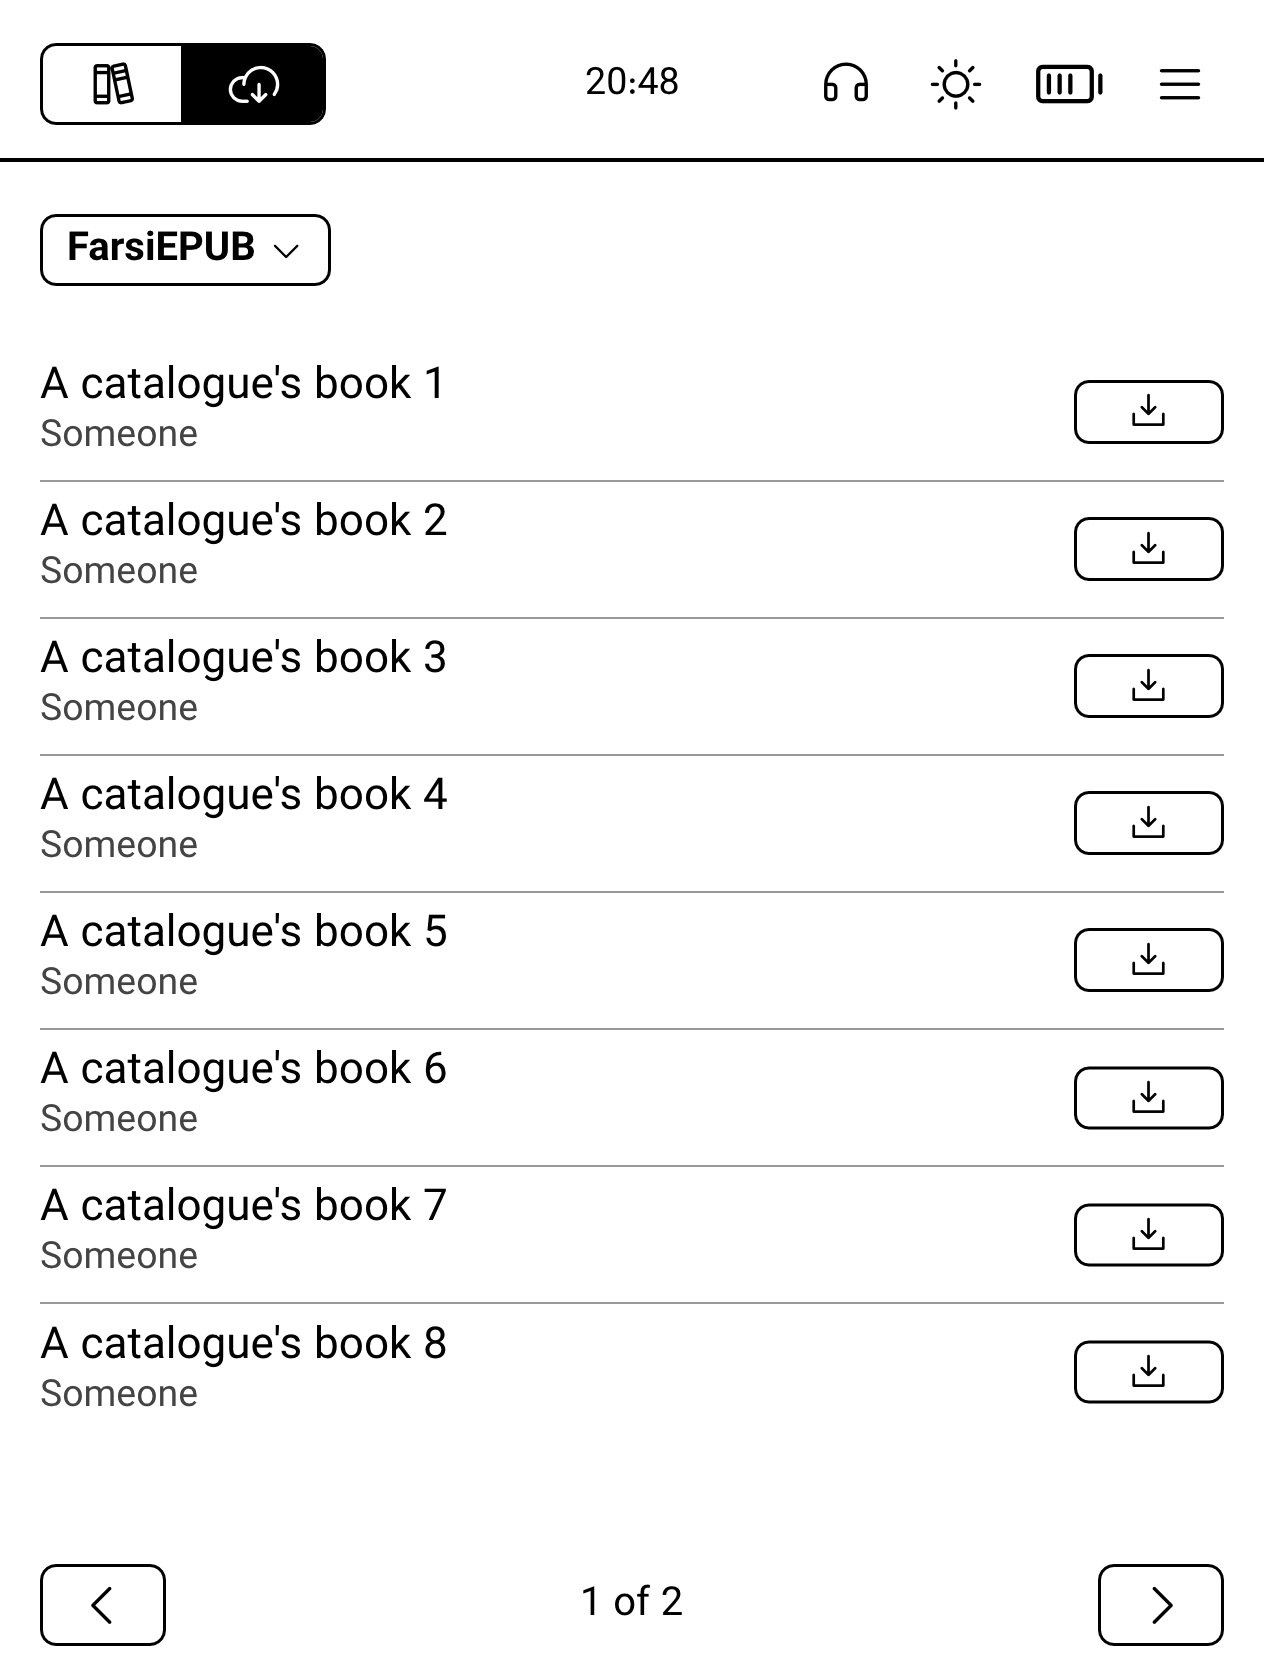 20:48
FarsiEPUB
A catalogue's book 1
Someone
A catalogue's book 2
Someone
A catalogue's book 3
Someone
A catalogue's book 4
Someone
A catalogue's book 5
Someone
A catalogue's book 6
Someone
A catalogue's book 7
Someone
A catalogue's book 8
Someone
1 of 2